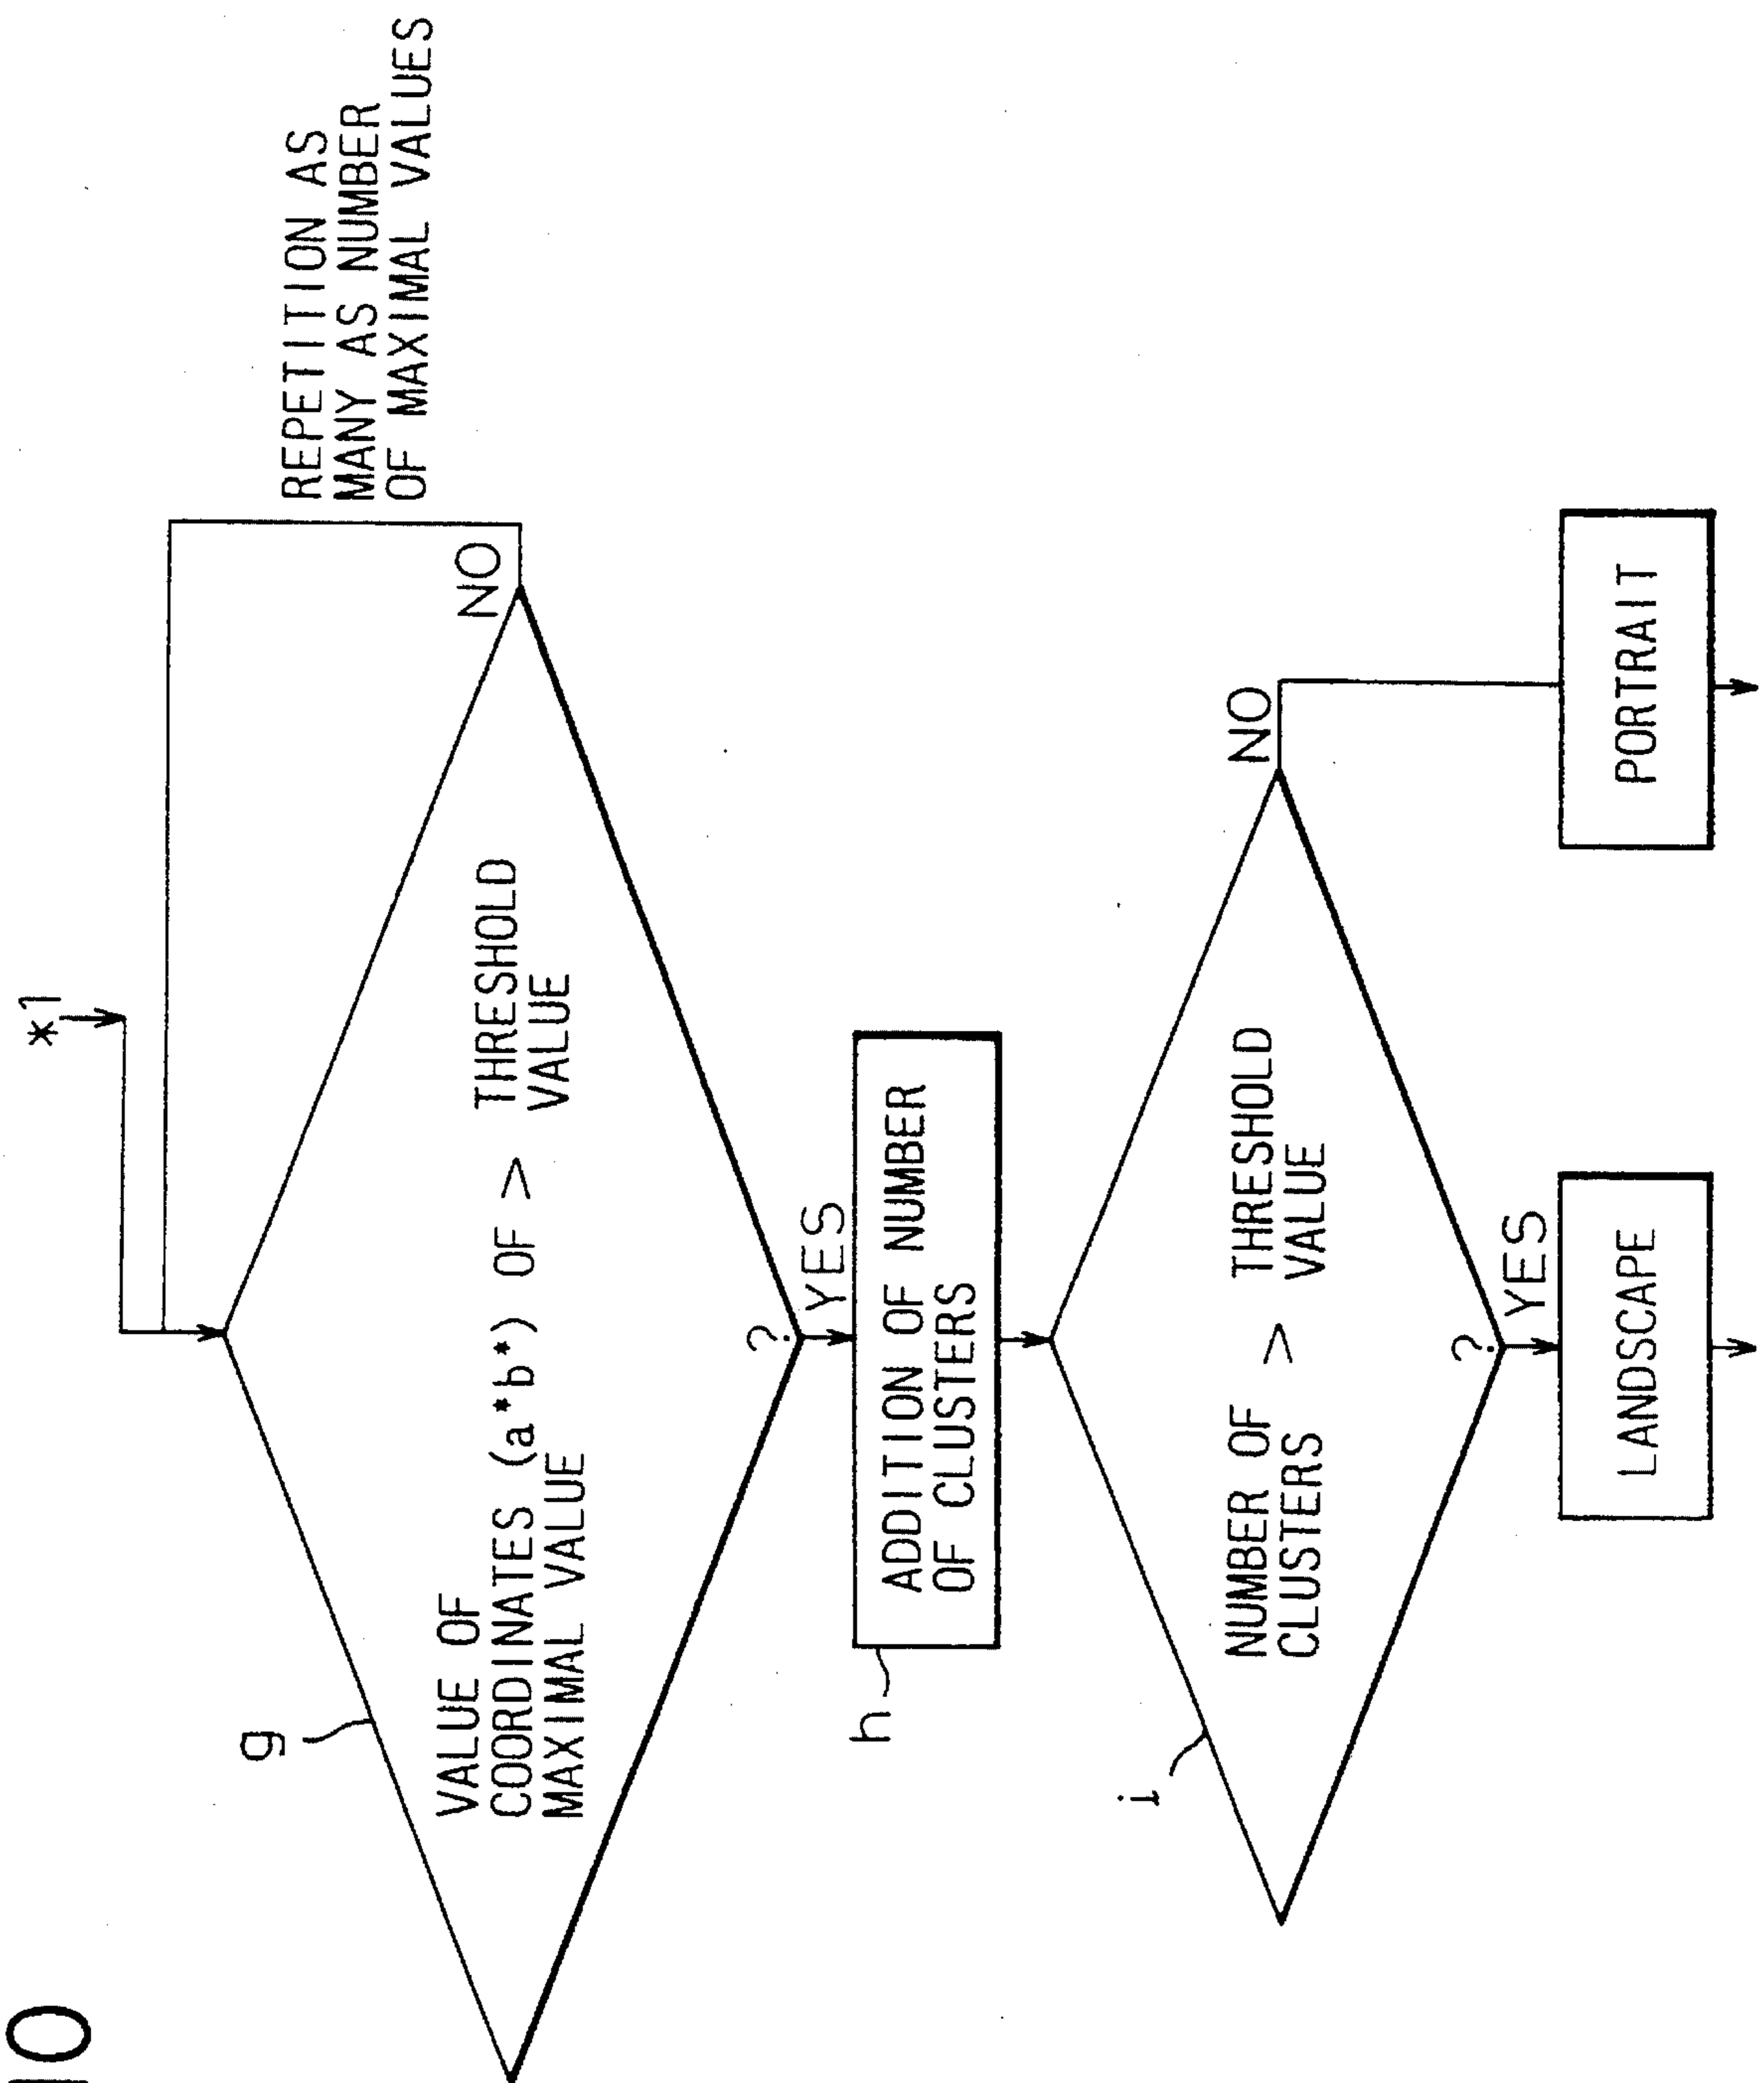 *1
REPETITION AS
MANY AS NUMBER
OF MAXIMAL VALUES
g
VALUE OF
COORDINATES (a*b*) OF > THRESHOLD
MAXIMAL VALUE VALUE
?
NO
YES
h
ADDITION OF NUMBER
OF CLUSTERS
i
NUMBER OF > THRESHOLD
CLUSTERS VALUE
?
NO
YES
LANDSCAPE
PORTRAIT